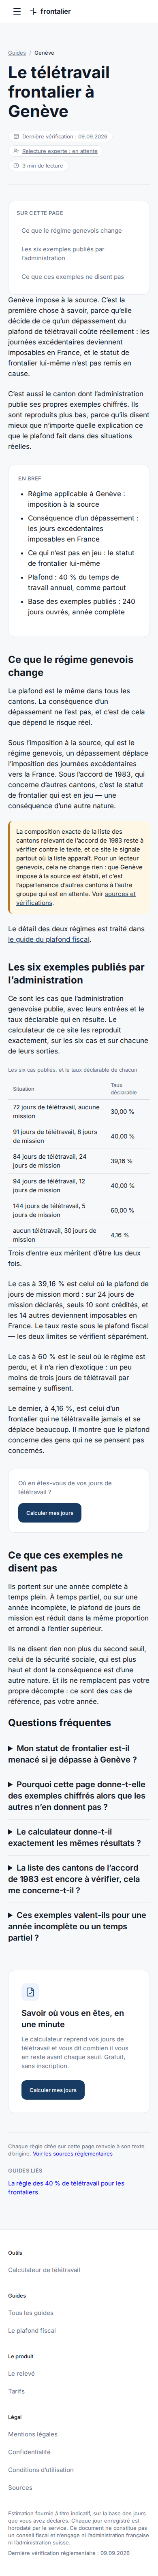 frontalier
Guides / Genève
Le télétravail
frontalier à
Genève
Dernière vérification : 09.09.2026
Relecture experte : en attente
3 min de lecture
SUR CETTE PAGE
Ce que le régime genevois change
Les six exemples publiés par
l’administration
Ce que ces exemples ne disent pas
Genève impose à la source. C’est la
première chose à savoir, parce qu’elle
décide de ce qu’un dépassement du
plafond de télétravail coûte réellement : les
journées excédentaires deviennent
imposables en France, et le statut de
frontalier lui-même n’est pas remis en
cause.
C’est aussi le canton dont l’administration
publie ses propres exemples chiffrés. Ils
sont reproduits plus bas, parce qu’ils disent
mieux que n’importe quelle explication ce
que le plafond fait dans des situations
réelles.
EN BREF
Régime applicable à Genève :
imposition à la source
Conséquence d’un dépassement :
les jours excédentaires
imposables en France
Ce qui n’est pas en jeu : le statut
de frontalier lui-même
Plafond : 40 % du temps de
travail annuel, comme partout
Base des exemples publiés : 240
jours ouvrés, année complète
Ce que le régime genevois
change
Le plafond est le même dans tous les
cantons. La conséquence d’un
dépassement ne l’est pas, et c’est de cela
que dépend le risque réel.
Sous l’imposition à la source, qui est le
régime genevois, un dépassement déplace
l’imposition des journées excédentaires
vers la France. Sous l’accord de 1983, qui
concerne d’autres cantons, c’est le statut
de frontalier qui est en jeu — une
conséquence d’une autre nature.
La composition exacte de la liste des
cantons relevant de l’accord de 1983 reste à
vérifier contre le texte, et ce site le signale
partout où la liste apparaît. Pour un lecteur
genevois, cela ne change rien : que Genève
impose à la source est établi, et c’est
l’appartenance d’autres cantons à l’autre
groupe qui est en attente. Voir sources et
vérifications.
Le détail des deux régimes est traité dans
le guide du plafond fiscal.
Les six exemples publiés par
l’administration
Ce sont les cas que l’administration
genevoise publie, avec leurs entrées et le
taux déclarable qui en résulte. Le
calculateur de ce site les reproduit
exactement, sur les six cas et sur chacune
de leurs sorties.
Les six cas publiés, et le taux déclarable de chacun
Situation Taux
déclarable
72 jours de télétravail, aucune
mission 30,00 %
91 jours de télétravail, 8 jours
de mission 40,00 %
84 jours de télétravail, 24
jours de mission 39,16 %
94 jours de télétravail, 12
jours de mission 40,00 %
144 jours de télétravail, 5
jours de mission 60,00 %
aucun télétravail, 30 jours de
mission 4,16 %
Trois d’entre eux méritent d’être lus deux
fois.
Le cas à 39,16 % est celui où le plafond de
jours de mission mord : sur 24 jours de
mission déclarés, seuls 10 sont crédités, et
les 14 autres deviennent imposables en
France. Le taux reste sous le plafond fiscal
— les deux limites se vérifient séparément.
Le cas à 60 % est le seul où le régime est
perdu, et il n’a rien d’exotique : un peu
moins de trois jours de télétravail par
semaine y suffisent.
Le dernier, à 4,16 %, est celui d’un
frontalier qui ne télétravaille jamais et se
déplace beaucoup. Il montre que le plafond
concerne des gens qui ne se pensent pas
concernés.
Où en êtes-vous de vos jours de
télétravail ?
Calculer mes jours
Ce que ces exemples ne
disent pas
Ils portent sur une année complète à
temps plein. À temps partiel, ou sur une
année incomplète, le plafond de jours de
mission est réduit dans la même proportion
et arrondi à l’entier supérieur.
Ils ne disent rien non plus du second seuil,
celui de la sécurité sociale, qui est plus
haut et dont la conséquence est d’une
autre nature. Et ils ne remplacent pas votre
propre décompte : ce sont des cas de
référence, pas votre année.
Questions fréquentes
Mon statut de frontalier est-il
menacé si je dépasse à Genève ?
Pourquoi cette page donne-t-elle
des exemples chiffrés alors que les
autres n’en donnent pas ?
Le calculateur donne-t-il
exactement les mêmes résultats ?
La liste des cantons de l’accord
de 1983 est encore à vérifier, cela
me concerne-t-il ?
Ces exemples valent-ils pour une
année incomplète ou un temps
partiel ?
Savoir où vous en êtes, en
une minute
Le calculateur reprend vos jours de
télétravail et vous dit combien il vous
en reste avant chaque seuil. Gratuit,
sans inscription.
Calculer mes jours
Chaque règle citée sur cette page renvoie à son texte
d’origine. Voir les sources réglementaires
GUIDES LIÉS
La règle des 40 % de télétravail pour les
frontaliers
Outils
Calculateur de télétravail
Guides
Tous les guides
Le plafond fiscal
Le produit
Le relevé
Tarifs
Légal
Mentions légales
Confidentialité
Conditions d’utilisation
Sources
Estimation fournie à titre indicatif, sur la base des jours
que vous avez déclarés. Chaque jour enregistré est
horodaté par le service. Ce document ne constitue pas
un conseil fiscal et n’engage ni l’administration française
ni l’administration suisse.
Dernière vérification réglementaire : 09.09.2026